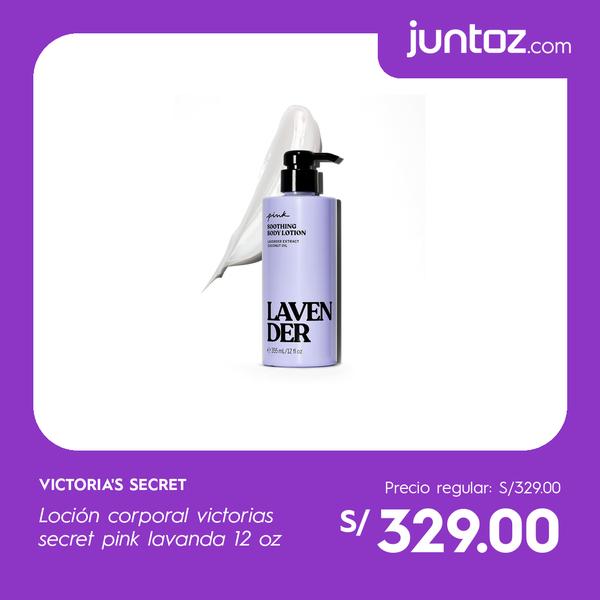 juntoz.com
pink
SOOTHING
BODY LOTION
LAVENDER EXTRACT
COCONUT OIL
LAVEN
DER
℮ 355 mL/12 fl oz
VICTORIA'S SECRET
Loción corporal victorias
secret pink lavanda 12 oz
Precio regular: S/329.00
S/ 329.00